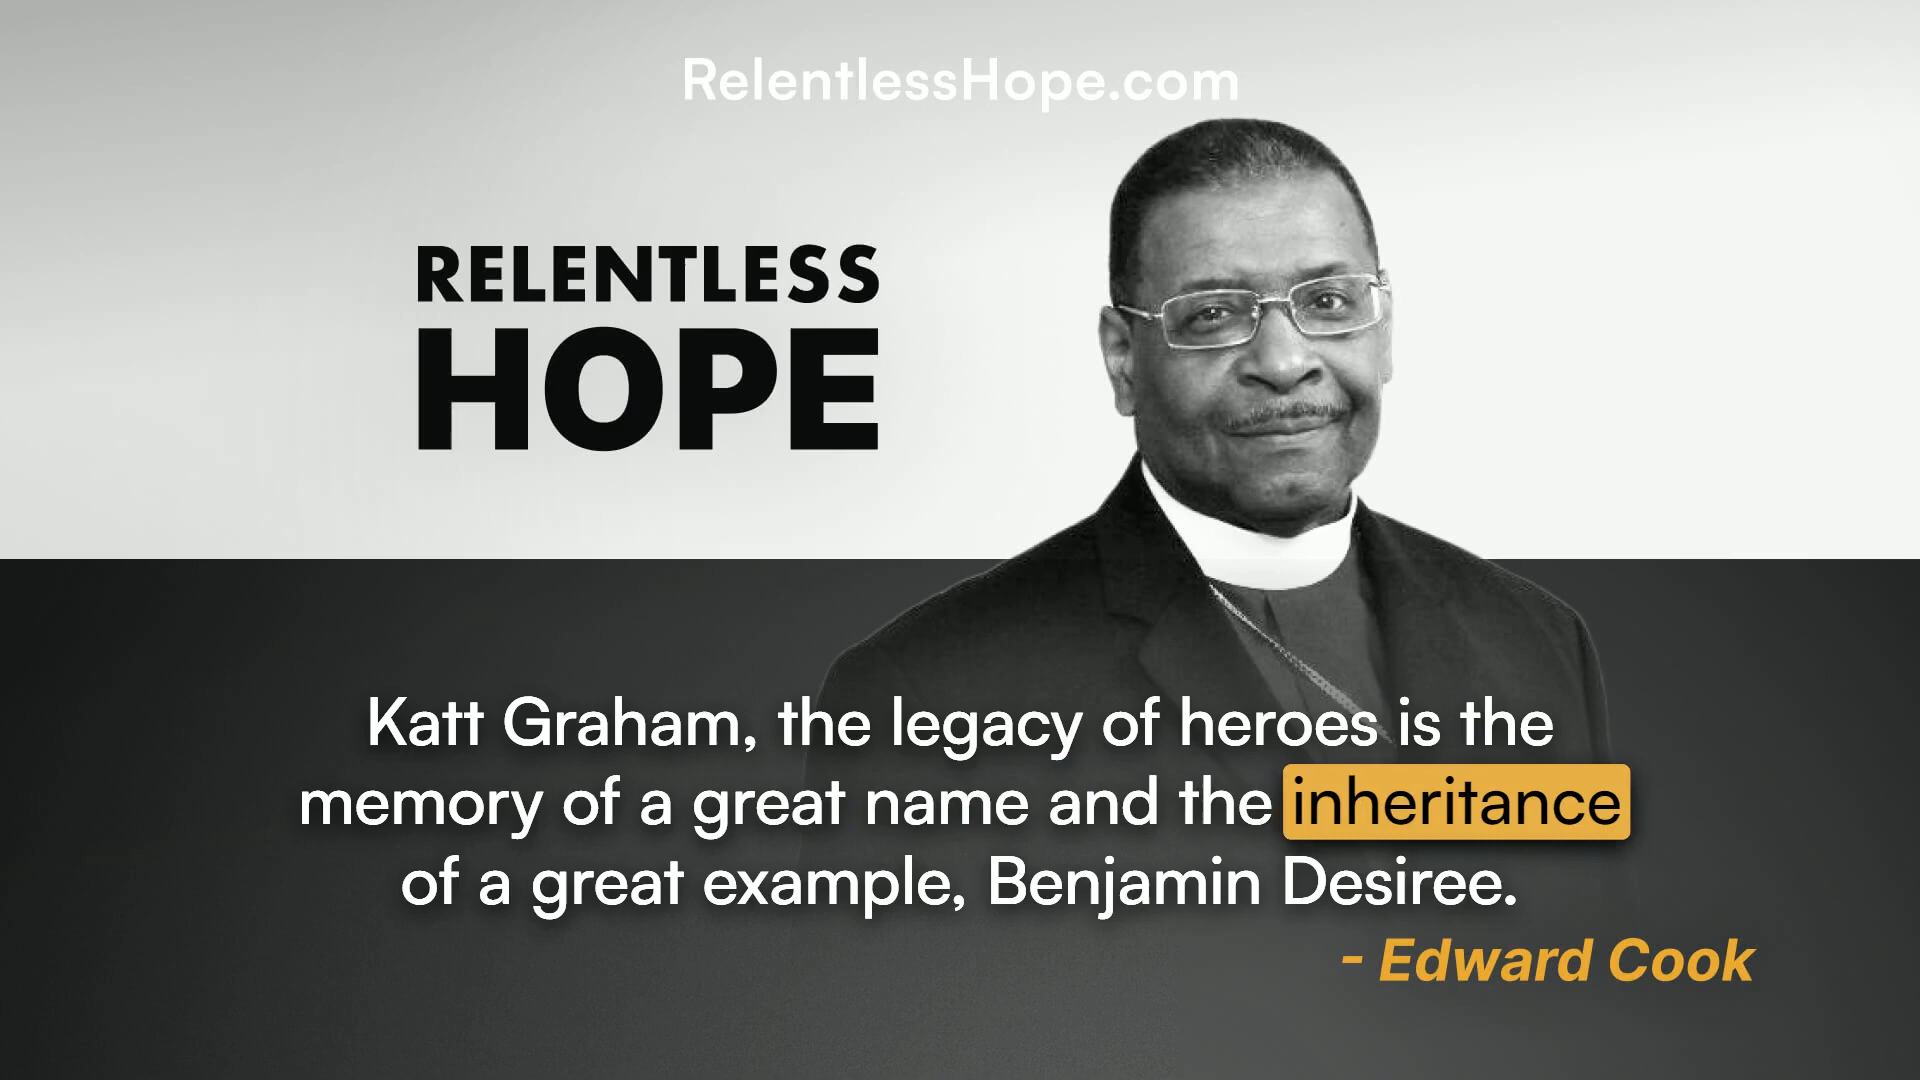 RelentlessHope.com
RELENTLESS
HOPE
Katt Graham, the legacy of heroes is the
memory of a great name and the inheritance
of a great example, Benjamin Desiree.
- Edward Cook